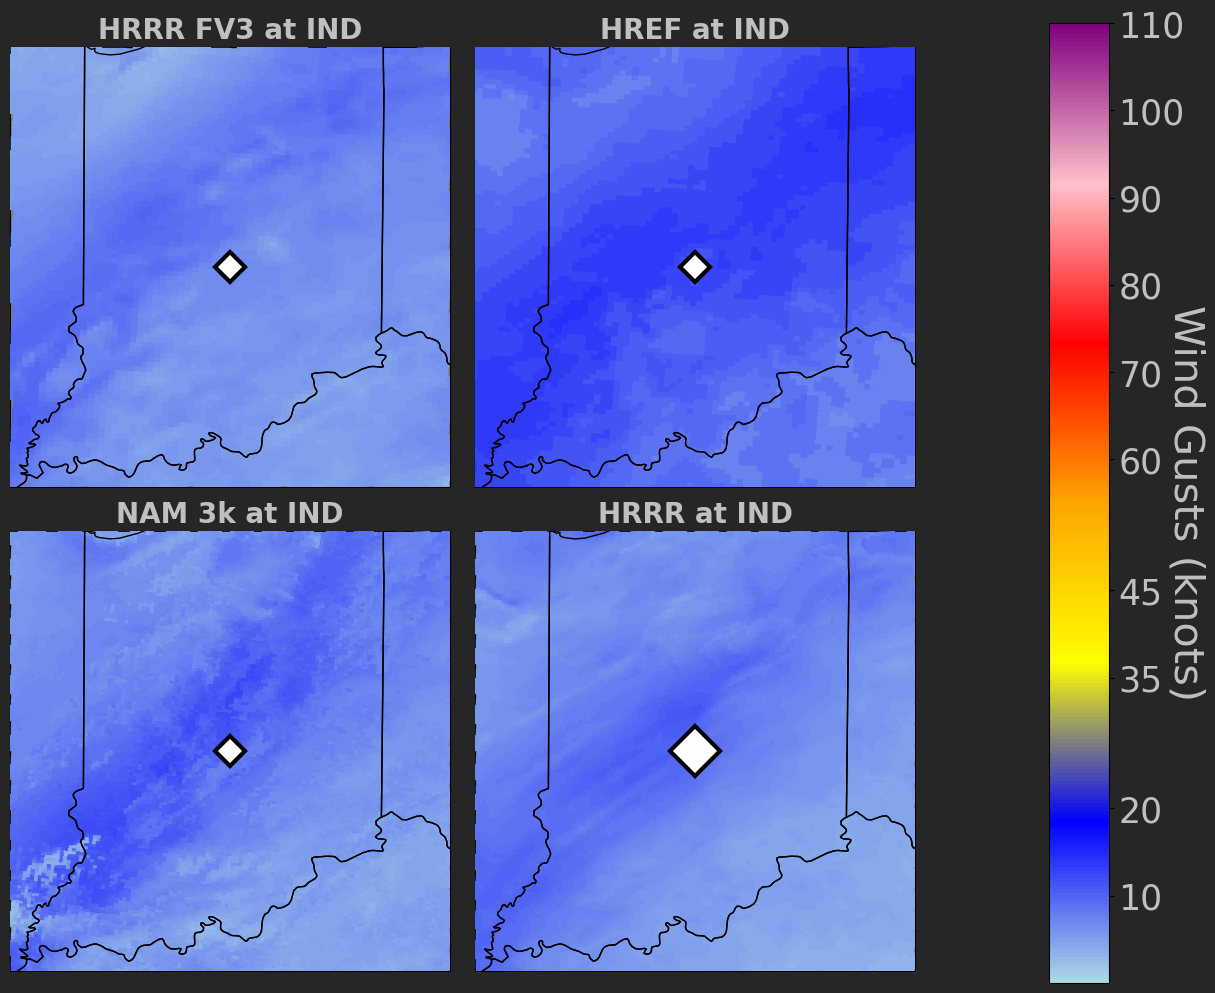 HRRR FV3 at IND
HREF at IND
NAM 3k at IND
HRRR at IND
110
100
90
80
70
60
45
35
20
10
Wind Gusts (knots)